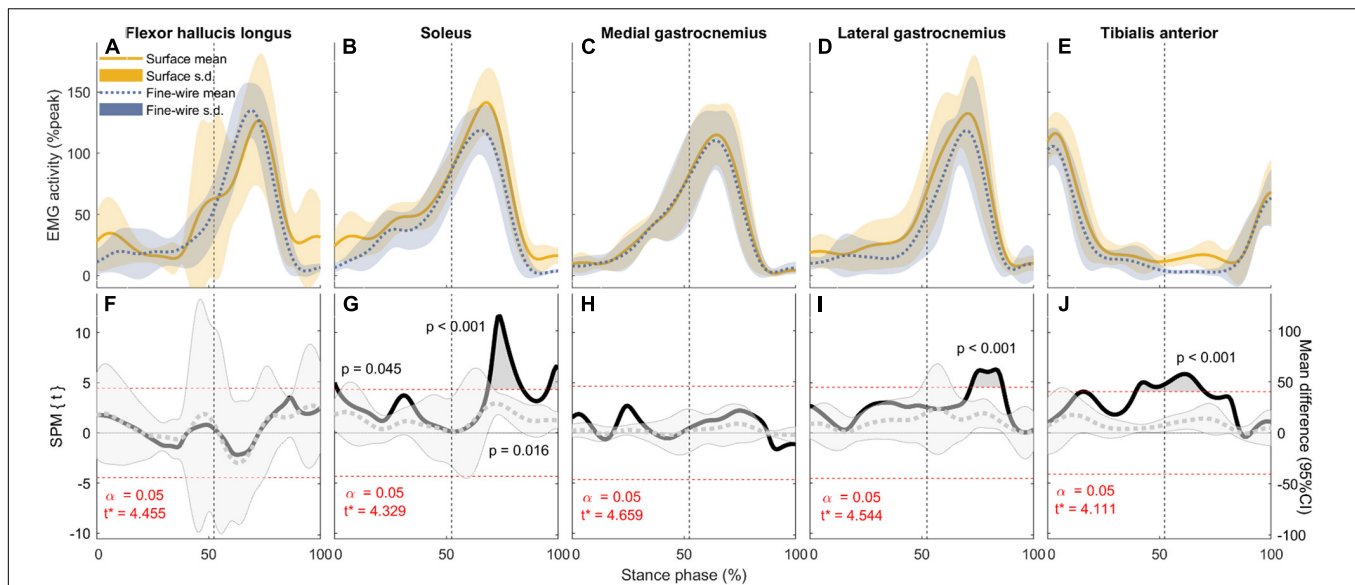 Flexor hallucis longus
Soleus
Medial gastrocnemius
Lateral gastrocnemius
Tibialis anterior
A
B
C
D
E
Surface mean
Surface s.d.
Fine-wire mean
Fine-wire s.d.
EMG activity (%peak)
150
100
50
0
F
G
H
I
J
p < 0.001
p = 0.045
p = 0.016
p < 0.001
p < 0.001
SPM { t }
10
5
0
-5
-10
Mean difference (95%CI)
100
50
0
-50
-100
α = 0.05
t* = 4.455
α = 0.05
t* = 4.329
α = 0.05
t* = 4.659
α = 0.05
t* = 4.544
α = 0.05
t* = 4.111
0 50 100 0 50 100 0 50 100 0 50 100 0 50 100
Stance phase (%)